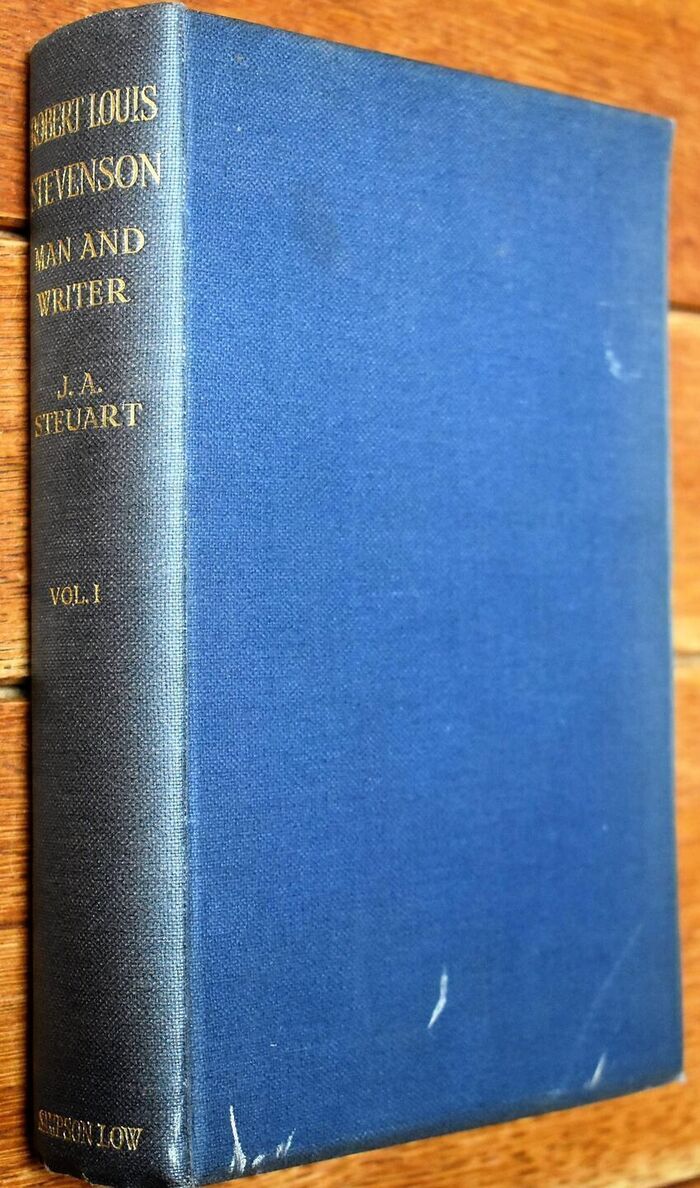 ROBERT LOUIS
STEVENSON
MAN AND
WRITER
J. A.
STEUART
VOL. I
SAMPSON LOW